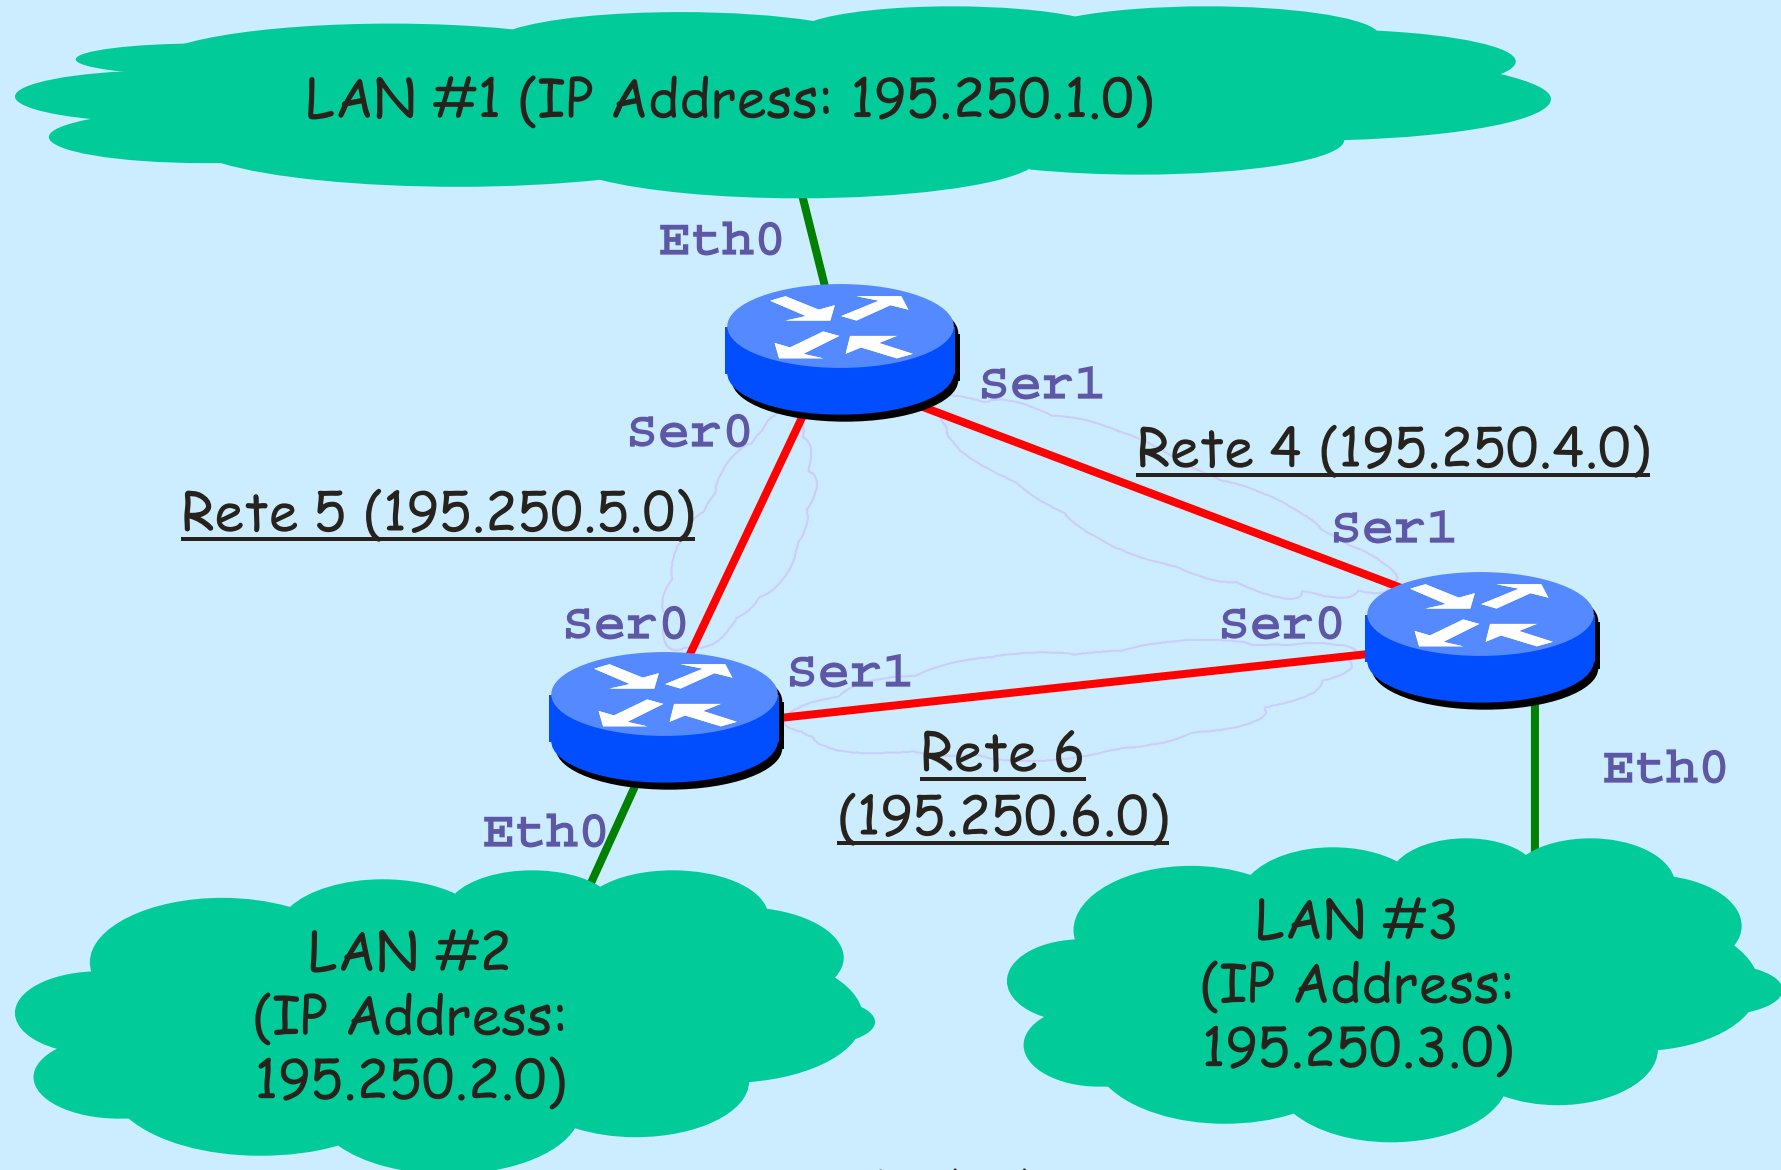 LAN #1 (IP Address: 195.250.1.0)
Eth0
Ser1
Ser0
Rete 4 (195.250.4.0)
Rete 5 (195.250.5.0)
Ser1
Ser0
Ser0
Ser1
Rete 6
(195.250.6.0)
Eth0
Eth0
LAN #2
(IP Address:
195.250.2.0)
LAN #3
(IP Address:
195.250.3.0)